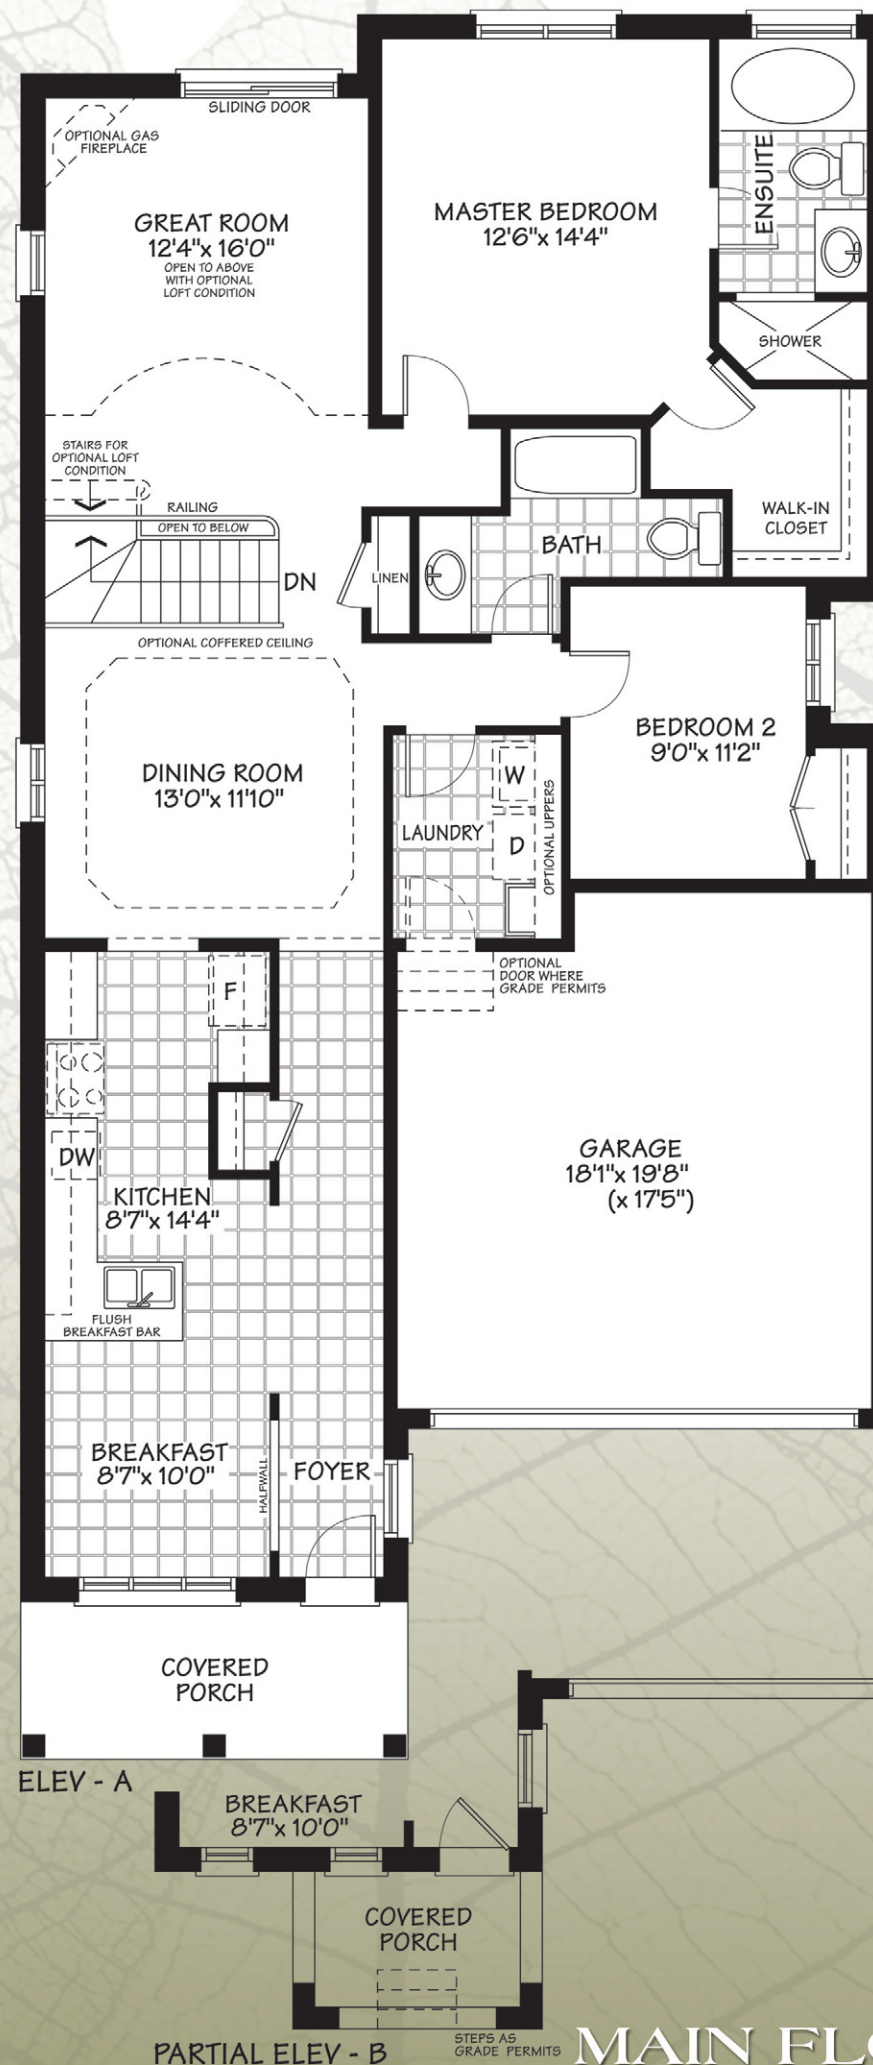 SLIDING DOOR
OPTIONAL GAS
FIREPLACE
GREAT ROOM
12'4"x 16'0"
OPEN TO ABOVE
WITH OPTIONAL
LOFT CONDITION
MASTER BEDROOM
12'6"x 14'4"
ENSUITE
SHOWER
STAIRS FOR
OPTIONAL LOFT
CONDITION
RAILING
OPEN TO BELOW
DN
LINEN
BATH
WALK-IN
CLOSET
OPTIONAL COFFERED CEILING
DINING ROOM
13'0"x 11'10"
BEDROOM 2
9'0"x 11'2"
W
LAUNDRY
D
OPTIONAL UPPERS
OPTIONAL
DOOR WHERE
GRADE PERMITS
F
DW
KITCHEN
8'7"x 14'4"
GARAGE
18'1"x 19'8"
(x 17'5")
FLUSH
BREAKFAST BAR
BREAKFAST
8'7"x 10'0"
HALFWALL
FOYER
COVERED
PORCH
ELEV - A
BREAKFAST
8'7"x 10'0"
COVERED
PORCH
STEPS AS
GRADE PERMITS
PARTIAL ELEV - B
MAIN FLO